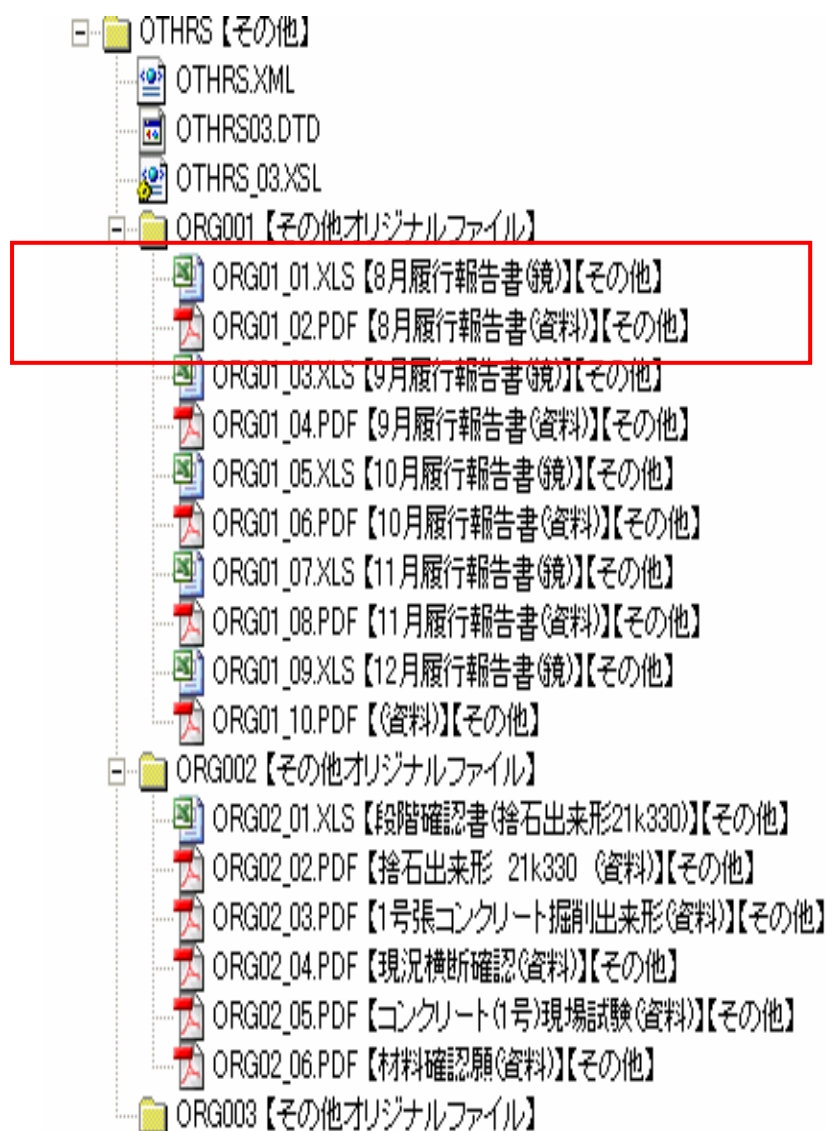 OTHRS【その他】
OTHRS.XML
OTHRS03.DTD
OTHRS_03.XSL
ORG001【その他オリジナルファイル】
ORG01_01.XLS【8月履行報告書(鏡)】【その他】
ORG01_02.PDF【8月履行報告書(資料)】【その他】
ORG01_03.XLS【9月履行報告書(鏡)】【その他】
ORG01_04.PDF【9月履行報告書(資料)】【その他】
ORG01_05.XLS【10月履行報告書(鏡)】【その他】
ORG01_06.PDF【10月履行報告書(資料)】【その他】
ORG01_07.XLS【11月履行報告書(鏡)】【その他】
ORG01_08.PDF【11月履行報告書(資料)】【その他】
ORG01_09.XLS【12月履行報告書(鏡)】【その他】
ORG01_10.PDF【(資料)】【その他】
ORG002【その他オリジナルファイル】
ORG02_01.XLS【段階確認書(捨石出来形21k330)】【その他】
ORG02_02.PDF【捨石出来形 21k330 (資料)】【その他】
ORG02_03.PDF【1号張コンクリート掘削出来形(資料)】【その他】
ORG02_04.PDF【現況横断確認(資料)】【その他】
ORG02_05.PDF【コンクリート(1号)現場試験(資料)】【その他】
ORG02_06.PDF【材料確認願(資料)】【その他】
ORG003【その他オリジナルファイル】